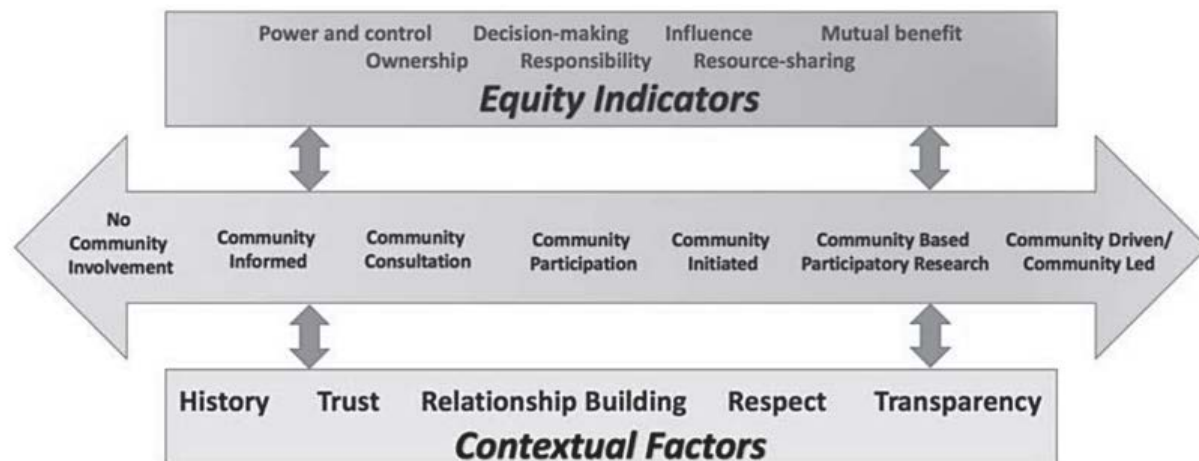 Power and control Decision-making Influence Mutual benefit
Ownership Responsibility Resource-sharing
Equity Indicators
No
Community
Involvement
Community
Informed
Community
Consultation
Community
Participation
Community
Initiated
Community Based
Participatory Research
Community Driven/
Community Led
History Trust Relationship Building Respect Transparency
Contextual Factors